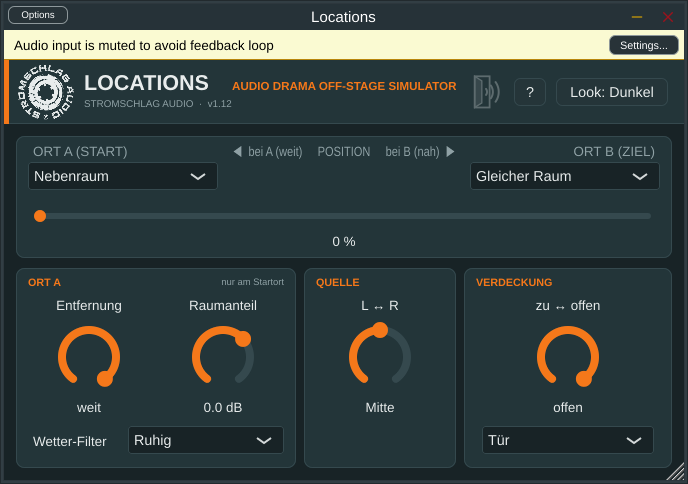 Options
Locations
Audio input is muted to avoid feedback loop
Settings...
STROMSCHLAG AUDIO
LOCATIONS
AUDIO DRAMA OFF-STAGE SIMULATOR
STROMSCHLAG AUDIO · v1.12
?
Look: Dunkel
ORT A (START)
◀ bei A (weit) POSITION bei B (nah) ▶
ORT B (ZIEL)
Nebenraum
Gleicher Raum
0 %
ORT A
nur am Startort
Entfernung
Raumanteil
weit
0.0 dB
Wetter-Filter
Ruhig
QUELLE
L ↔ R
Mitte
VERDECKUNG
zu ↔ offen
offen
Tür